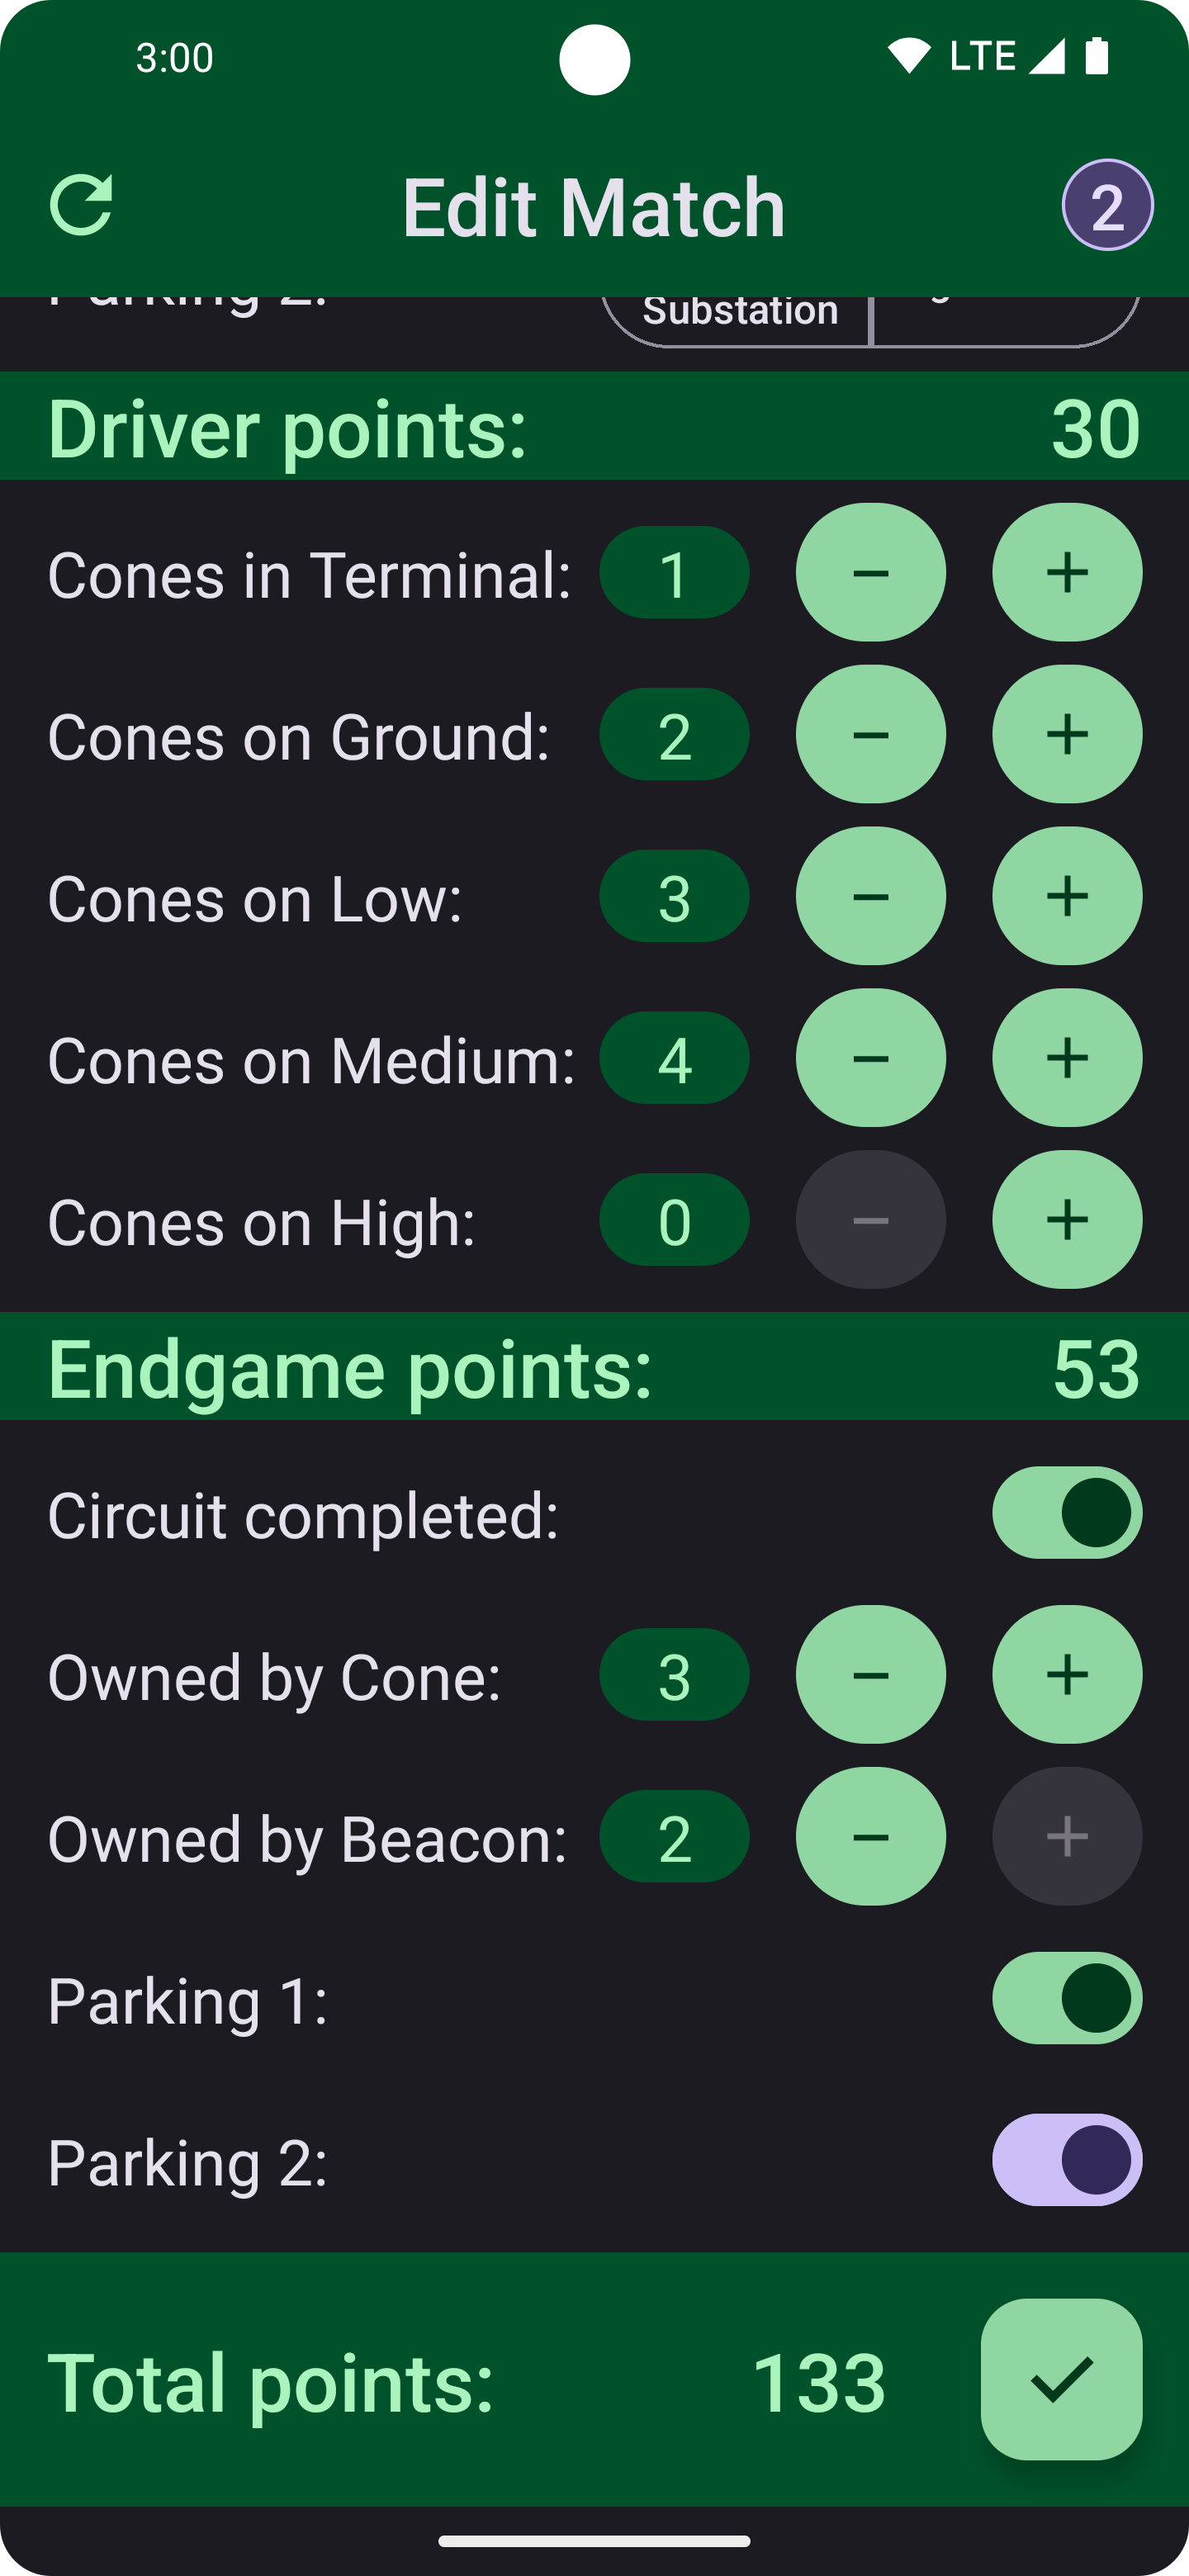 3:00 LTE
Edit Match 2
Parking 2:
Substation
Driver points: 30
Cones in Terminal: 1 − +
Cones on Ground: 2 − +
Cones on Low: 3 − +
Cones on Medium: 4 − +
Cones on High: 0 − +
Endgame points: 53
Circuit completed:
Owned by Cone: 3 − +
Owned by Beacon: 2 − +
Parking 1:
Parking 2:
Total points: 133